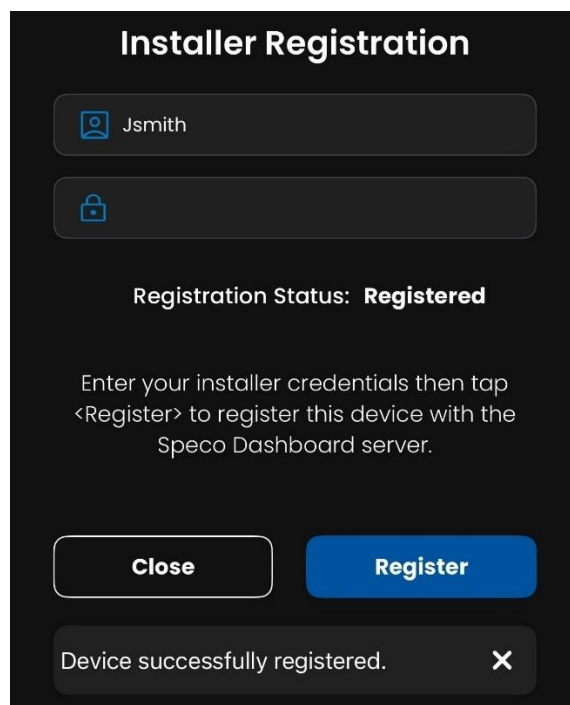 Installer Registration
Jsmith
Registration Status: Registered
Enter your installer credentials then tap
<Register> to register this device with the
Speco Dashboard server.
Close
Register
Device successfully registered.